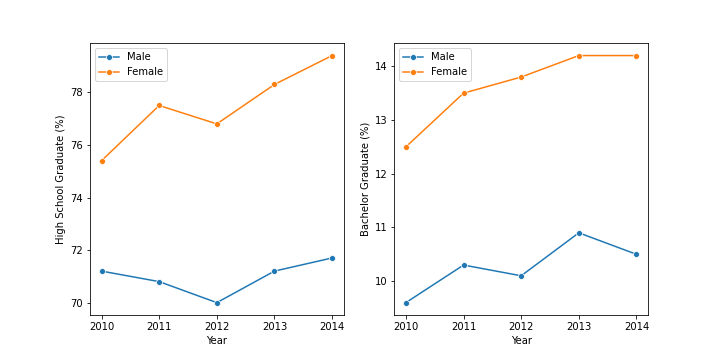 Male
Female
High School Graduate (%)
78
76
74
72
70
2010
2011
2012
2013
2014
Year
Male
Female
Bachelor Graduate (%)
14
13
12
11
10
2010
2011
2012
2013
2014
Year